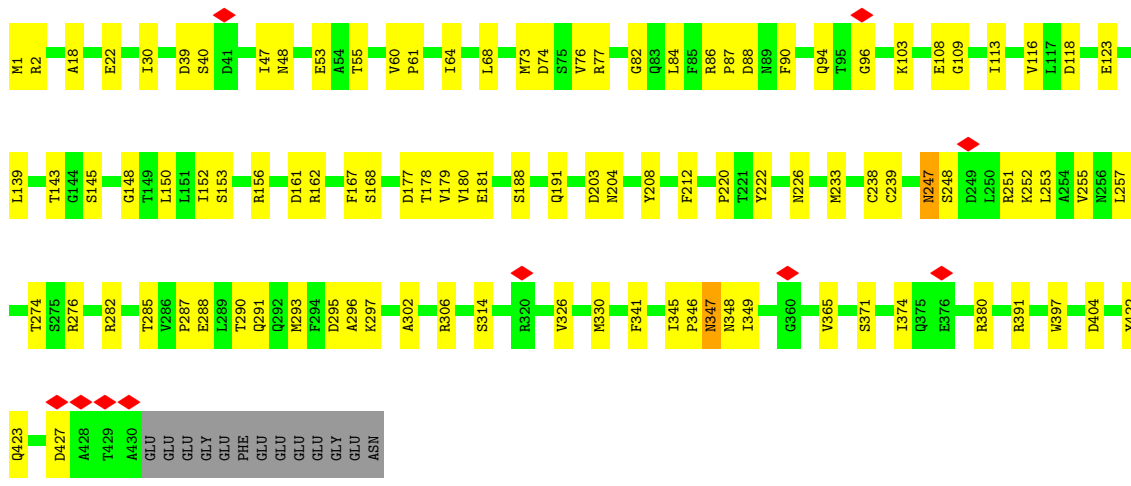 M1 R2 A18 E22 I30 D39 S40 D41 I47 N48 E53 A54 T55 V60 P61 I64 L68 M73 D74 S75 V76 R77 G82 Q83 L84 F85 R86 P87 D88 N89 F90 Q94 T95 G96 K103 E108 G109 I113 V116 L117 D118 E123
L139 T143 G144 S145 G148 T149 L150 L151 I152 S153 R156 D161 R162 F167 S168 D177 T178 V179 V180 E181 S188 Q191 D203 N204 Y208 F212 P220 T221 Y222 N226 M233 C238 C239 N247 S248 D249 L250 R251 K252 L253 A254 V255 N256 L257
T274 S275 R276 R282 T285 V286 P287 E288 L289 T290 Q291 Q292 M293 F294 D295 A296 K297 A302 R306 S314 R320 V326 M330 F341 I345 P346 N347 N348 I349 G360 V365 S371 I374 Q375 E376 R380 R391 W397 D404 Y422
Q423 D427 A428 T429 A430 GLU GLU GLU GLY GLU PHE GLU GLU GLU GLU GLY GLU ASN